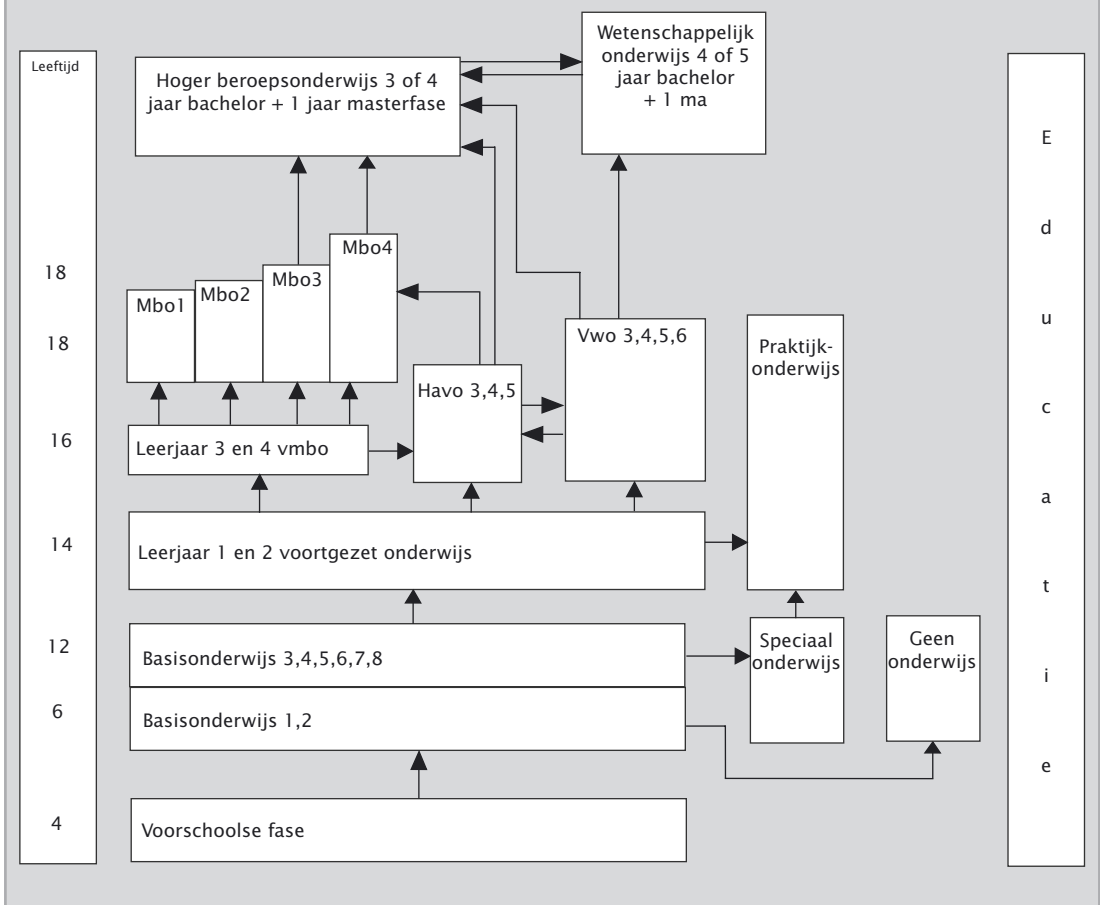 Leeftijd
18
18
16
14
12
6
4
Hoger beroepsonderwijs 3 of 4
jaar bachelor + 1 jaar masterfase
Wetenschappelijk
onderwijs 4 of 5
jaar bachelor
+ 1 ma
Mbo1
Mbo2
Mbo3
Mbo4
Havo 3,4,5
Vwo 3,4,5,6
Praktijk-
onderwijs
Leerjaar 3 en 4 vmbo
Leerjaar 1 en 2 voortgezet onderwijs
Basisonderwijs 3,4,5,6,7,8
Speciaal
onderwijs
Geen
onderwijs
Basisonderwijs 1,2
Voorschoolse fase
E
d
u
c
a
t
i
e